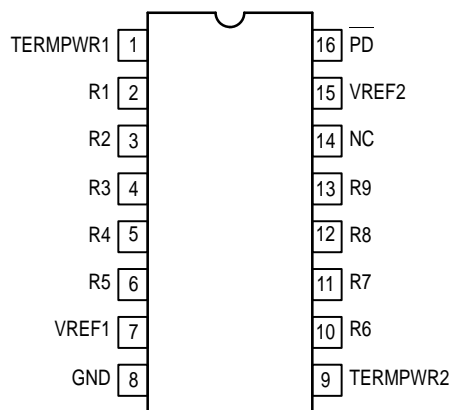 TERMPWR1 1 16 P̅D̅
R1 2 15 VREF2
R2 3 14 NC
R3 4 13 R9
R4 5 12 R8
R5 6 11 R7
VREF1 7 10 R6
GND 8 9 TERMPWR2